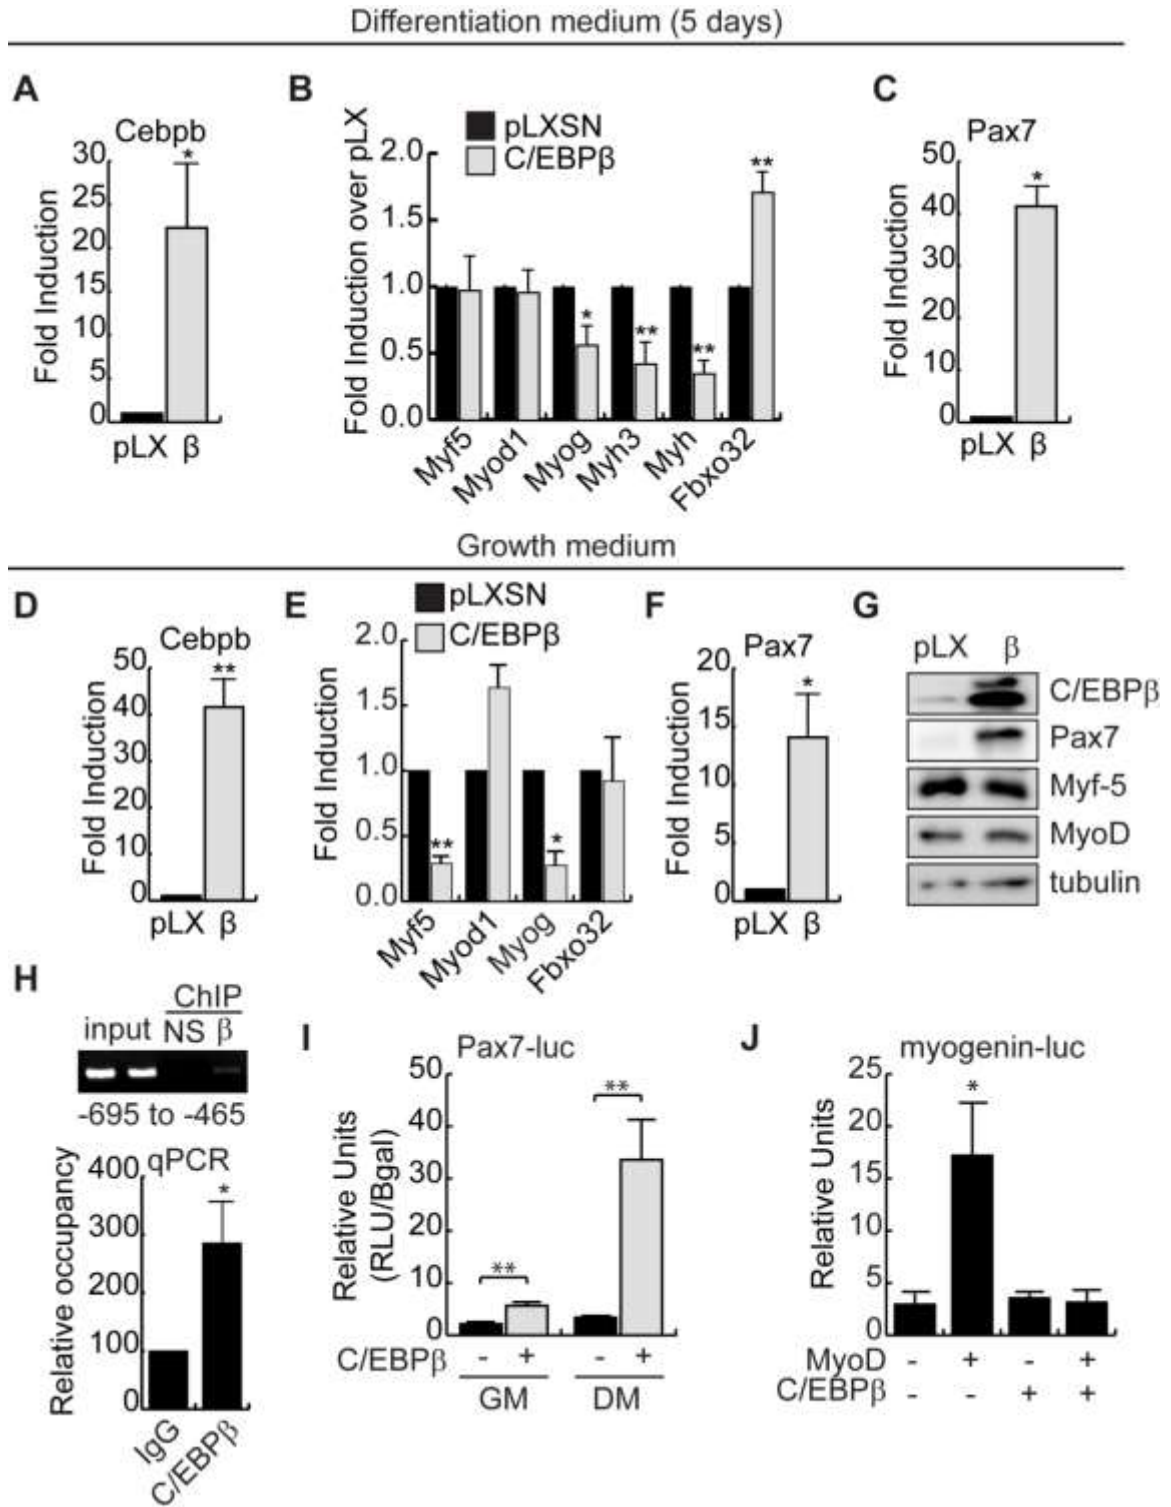 Differentiation medium (5 days)
A
Cebpb
Fold Induction
30
25
20
15
10
5
0
*
pLX β
B
pLXSN
C/EBPβ
Fold Induction over pLX
2.0
1.5
1.0
0.5
0.0
*
**
**
**
Myf5
Myod1
Myog
Myh3
Myh
Fbxo32
C
Pax7
Fold Induction
50
40
30
20
10
0
*
pLX β
Growth medium
D
Cebpb
Fold Induction
50
40
30
20
10
0
**
pLX β
E
pLXSN
C/EBPβ
Fold Induction
2.0
1.5
1.0
0.5
0.0
**
*
Myf5
Myod1
Myog
Fbxo32
F
Pax7
Fold Induction
20
15
10
5
0
*
pLX β
G
pLX β
C/EBPβ
Pax7
Myf-5
MyoD
tubulin
H
ChIP
input NS β
-695 to -465
qPCR
Relative occupancy
400
300
200
100
0
*
IgG
C/EBPβ
I
Pax7-luc
Relative Units
(RLU/Bgal)
50
40
30
20
10
0
**
**
C/EBPβ - + - +
GM DM
J
myogenin-luc
Relative Units
25
20
15
10
5
0
*
MyoD - + - +
C/EBPβ - - + +